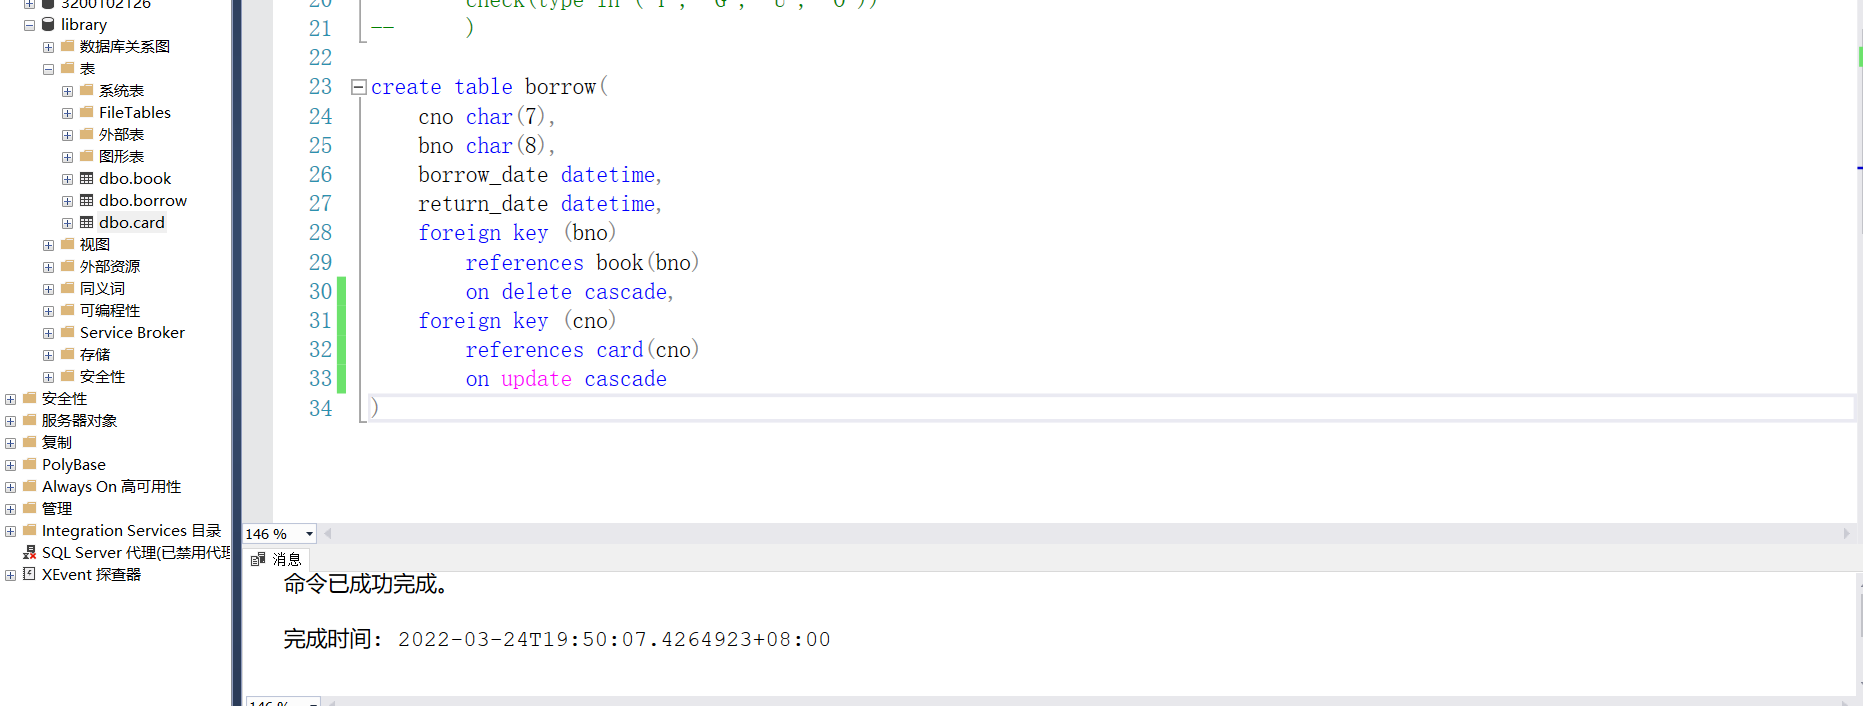 3200102126
library
数据库关系图
表
系统表
FileTables
外部表
图形表
dbo.book
dbo.borrow
dbo.card
视图
外部资源
同义词
可编程性
Service Broker
存储
安全性
安全性
服务器对象
复制
PolyBase
Always On 高可用性
管理
Integration Services 目录
SQL Server 代理(已禁用代理
XEvent 探查器
20 check(type in ('T', 'G', 'U', 'O'))
21 -- )
22
23 create table borrow(
24 cno char(7),
25 bno char(8),
26 borrow_date datetime,
27 return_date datetime,
28 foreign key (bno)
29 references book(bno)
30 on delete cascade,
31 foreign key (cno)
32 references card(cno)
33 on update cascade
34 )
146 %
消息
命令已成功完成。
完成时间: 2022-03-24T19:50:07.4264923+08:00
146 %